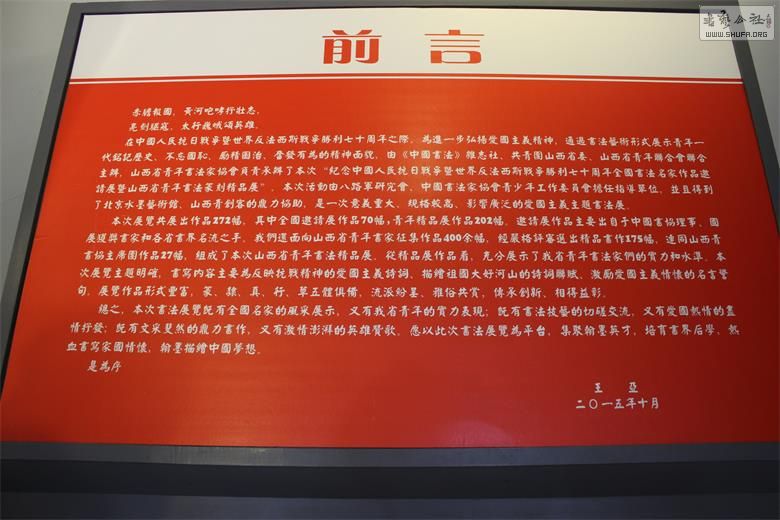 書法公社
WWW.SHUFA.ORG
前言
赤膽報國，黃河咆哮行壯志，
亮劍驅寇，太行巍峨頌英雄。
在中國人民抗日戰爭暨世界反法西斯戰爭勝利七十周年之際，為進一步弘揚愛國主義精神，通過書法藝術形式展示青年一
代銘記歷史、不忘國恥、勵精圖治、奮發有為的精神面貌，由《中國書法》雜志社、共青團山西省委、山西省青年聯合會聯合
主辦，山西省青年書法家協會負責承辦了本次“紀念中國人民抗日戰爭暨世界反法西斯戰爭勝利七十周年全國書法名家作品邀
請展暨山西省青年書法篆刻精品展”，本次活動由八路軍研究會、中國書法家協會青少年工作委員會擔任指導單位，並且得到
了北京水墨藝術館、山西青創客的鼎力協助，是一次意義重大、規格較高、影響廣泛的愛國主義主題書法展。
本次展覽共展出作品272幅，其中全國邀請展作品70幅，青年精品展作品202幅。邀請展作品主要出自于中國書協理事、國
展獲獎書家和各省書界名流之手。我們還面向山西省青年書家征集作品400余幅，經嚴格評審選出精品書作175幅，連同山西青
書協主席團作品27幅，組成了本次山西青年書法精品展。從精品展作品看，充分展示了我省青年書法家們的實力和水準。本
次展覽主題明確，書寫內容主要為反映抗戰精神的愛國主義詩詞、描繪祖國大好河山的詩詞聯賦、激勵愛國主義情懷的名言警
句，展覽作品形式豐富，篆、隸、真、行、草五體俱備，流派紛呈、雅俗共賞，傳承創新、相得益彰。
總之，本次書法展覽既有全國名家的風采展示，又有我省青年的實力表現；既有書法技藝的切磋交流，又有愛國熱情的盡
情行發；既有文采斐然的鼎力書作，又有激情澎湃的英雄贊歌。愿以此次書法展覽為平台，集聚翰墨英才，培育書界后學，熱
血書寫家國情懷，翰墨描繪中國夢想。
是為序
王亞
二〇一五年十月